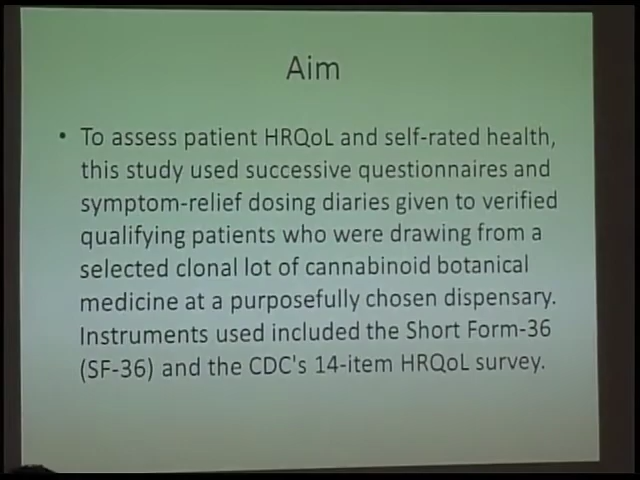 Aim
• To assess patient HRQoL and self-rated health,
this study used successive questionnaires and
symptom-relief dosing diaries given to verified
qualifying patients who were drawing from a
selected clonal lot of cannabinoid botanical
medicine at a purposefully chosen dispensary.
Instruments used included the Short Form-36
(SF-36) and the CDC's 14-item HRQoL survey.